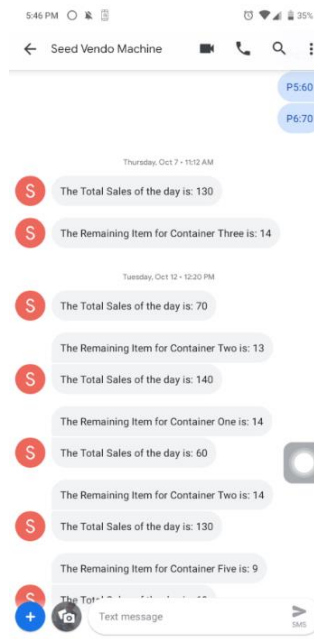 5:46 PM
35%
Seed Vendo Machine
P5:60
P6:70
Thursday, Oct 7 • 11:12 AM
S
The Total Sales of the day is: 130
S
The Remaining Item for Container Three is: 14
Tuesday, Oct 12 • 12:20 PM
S
The Total Sales of the day is: 70
The Remaining Item for Container Two is: 13
S
The Total Sales of the day is: 140
The Remaining Item for Container One is: 14
S
The Total Sales of the day is: 60
The Remaining Item for Container Two is: 14
S
The Total Sales of the day is: 130
The Remaining Item for Container Five is: 9
S
Text message
SMS